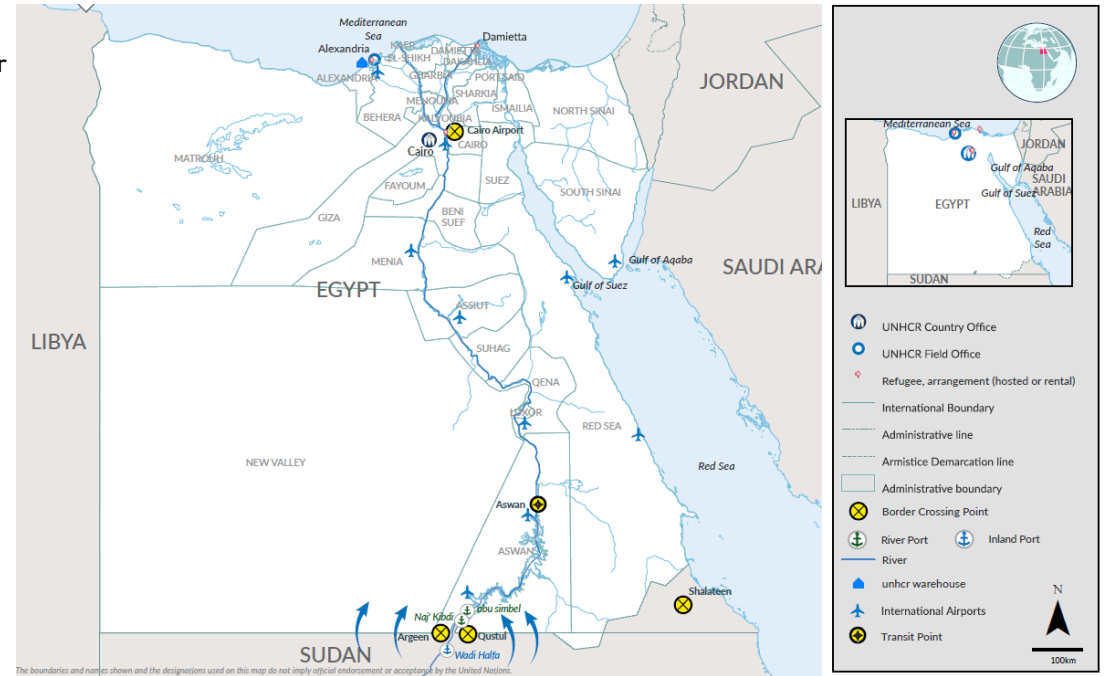 r
Mediterranean
Sea
Damietta
Alexandria
KAFR
EL-SHIKH
DAMIETTA
DAKAHLIA
ALEXANDRIA
GHARBIA
PORT SAID
SHARKIA
MENOUFIA
ISMAILIA
NORTH SINAI
BEHERA
KALYOUBIA
Cairo Airport
Cairo
CAIRO
MATROUH
FAYOUM
SUEZ
SOUTH SINAI
GIZA
BENI
SUEF
MENIA
Gulf of Aqaba
Gulf of Suez
EGYPT
JORDAN
SAUDI ARA
LIBYA
ASSIUT
SUHAG
QENA
LUXOR
RED SEA
NEW VALLEY
Red Sea
Aswan
ASWAN
Shalateen
abu simbel
Naj' Kibdi
Argeen
Qustul
Wadi Halfa
SUDAN
The boundaries and names shown and the designations used on this map do not imply official endorsement or acceptance by the United Nations.
Mediterranean Sea
JORDAN
Gulf of Aqaba
SAUDI
ARABIA
Gulf of Suez
LIBYA
EGYPT
Red
Sea
SUDAN
UNHCR Country Office
UNHCR Field Office
Refugee, arrangement (hosted or rental)
International Boundary
Administrative line
Armistice Demarcation line
Administrative boundary
Border Crossing Point
River Port
Inland Port
River
unhcr warehouse
International Airports
Transit Point
N
100km